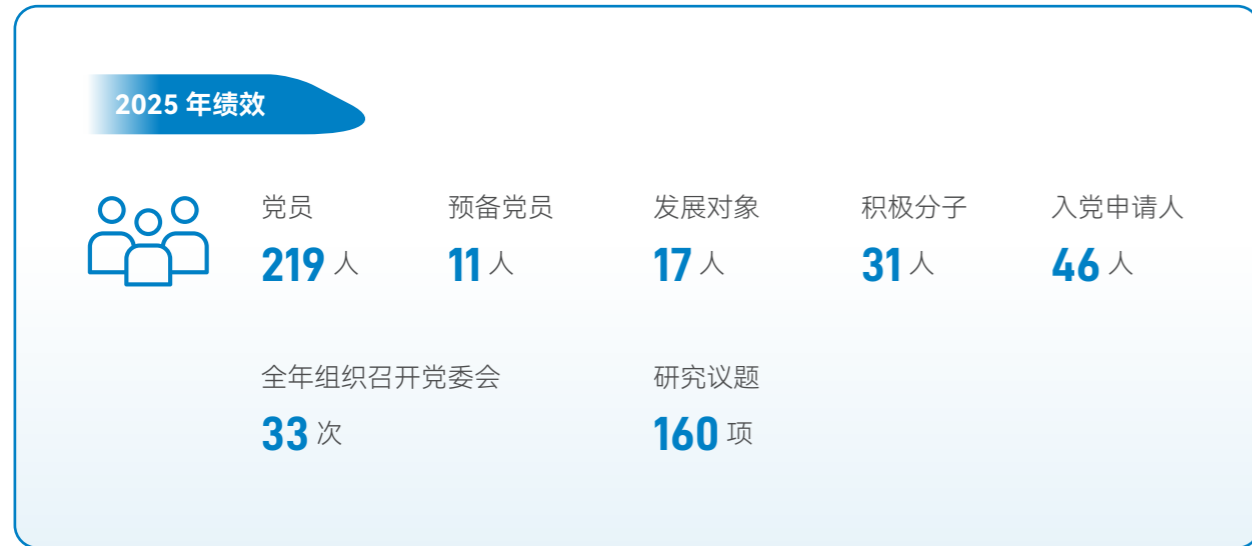 2025 年绩效
党员 预备党员 发展对象 积极分子 入党申请人
219 人 11 人 17 人 31 人 46 人
全年组织召开党委会 研究议题
33 次 160 项